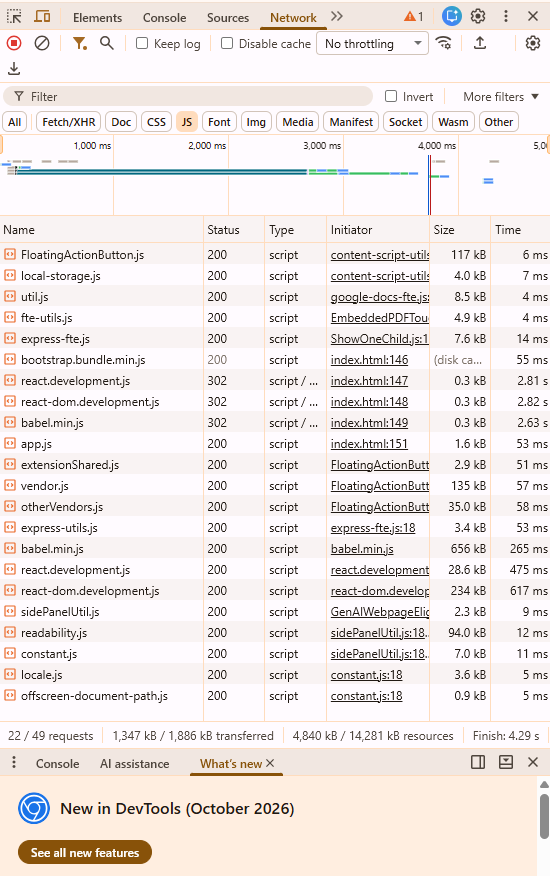 Elements Console Sources Network 1
Keep log Disable cache No throttling
Filter Invert More filters
All Fetch/XHR Doc CSS JS Font Img Media Manifest Socket Wasm Other
1,000 ms 2,000 ms 3,000 ms 4,000 ms 5,0
Name Status Type Initiator Size Time
FloatingActionButton.js 200 script content-script-utils 117 kB 6 ms
local-storage.js 200 script content-script-utils 4.0 kB 7 ms
util.js 200 script google-docs-fte.js: 8.5 kB 4 ms
fte-utils.js 200 script EmbeddedPDFTou 4.9 kB 4 ms
express-fte.js 200 script ShowOneChild.js:1 7.6 kB 14 ms
bootstrap.bundle.min.js 200 script index.html:146 (disk ca... 55 ms
react.development.js 302 script / ... index.html:147 0.3 kB 2.81 s
react-dom.development.js 302 script / ... index.html:148 0.3 kB 2.82 s
babel.min.js 302 script / ... index.html:149 0.3 kB 2.63 s
app.js 200 script index.html:151 1.6 kB 53 ms
extensionShared.js 200 script FloatingActionButt 2.9 kB 51 ms
vendor.js 200 script FloatingActionButt 135 kB 57 ms
otherVendors.js 200 script FloatingActionButt 35.0 kB 58 ms
express-utils.js 200 script express-fte.js:18 3.4 kB 53 ms
babel.min.js 200 script babel.min.js 656 kB 265 ms
react.development.js 200 script react.development 28.6 kB 475 ms
react-dom.development.js 200 script react-dom.develop 234 kB 617 ms
sidePanelUtil.js 200 script GenAIWebpageElig 2.3 kB 9 ms
readability.js 200 script sidePanelUtil.js:18... 94.0 kB 12 ms
constant.js 200 script sidePanelUtil.js:18... 7.0 kB 11 ms
locale.js 200 script constant.js:18 3.6 kB 5 ms
offscreen-document-path.js 200 script constant.js:18 0.9 kB 5 ms
22 / 49 requests 1,347 kB / 1,886 kB transferred 4,840 kB / 14,281 kB resources Finish: 4.29 s
Console AI assistance What's new
New in DevTools (October 2026)
See all new features